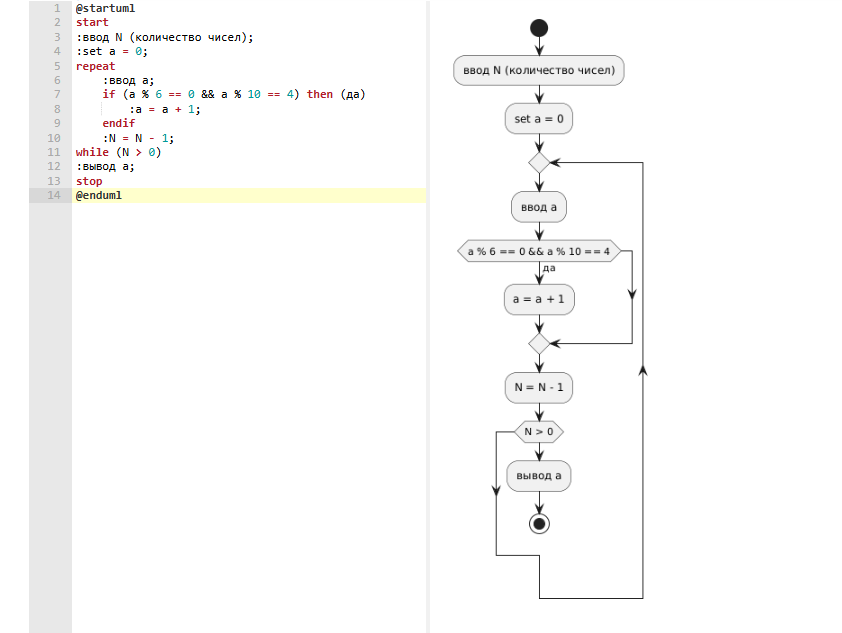 1 @startuml
2 start
3 :ввод N (количество чисел);
4 :set a = 0;
5 repeat
6 :ввод a;
7 if (a % 6 == 0 && a % 10 == 4) then (да)
8 :a = a + 1;
9 endif
10 :N = N - 1;
11 while (N > 0)
12 :вывод a;
13 stop
14 @enduml
ввод N (количество чисел)
set a = 0
ввод a
a % 6 == 0 && a % 10 == 4
да
a = a + 1
N = N - 1
N > 0
вывод a